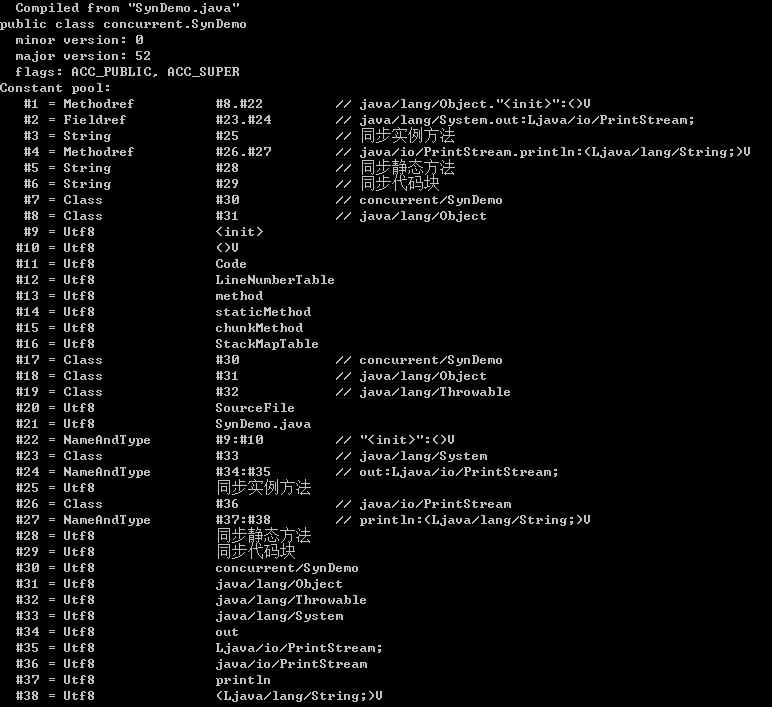 Compiled from "SynDemo.java"
public class concurrent.SynDemo
minor version: 0
major version: 52
flags: ACC_PUBLIC, ACC_SUPER
Constant pool:
#1 = Methodref #8.#22 // java/lang/Object."<init>":()V
#2 = Fieldref #23.#24 // java/lang/System.out:Ljava/io/PrintStream;
#3 = String #25 // 同步实例方法
#4 = Methodref #26.#27 // java/io/PrintStream.println:(Ljava/lang/String;)V
#5 = String #28 // 同步静态方法
#6 = String #29 // 同步代码块
#7 = Class #30 // concurrent/SynDemo
#8 = Class #31 // java/lang/Object
#9 = Utf8 <init>
#10 = Utf8 ()V
#11 = Utf8 Code
#12 = Utf8 LineNumberTable
#13 = Utf8 method
#14 = Utf8 staticMethod
#15 = Utf8 chunkMethod
#16 = Utf8 StackMapTable
#17 = Class #30 // concurrent/SynDemo
#18 = Class #31 // java/lang/Object
#19 = Class #32 // java/lang/Throwable
#20 = Utf8 SourceFile
#21 = Utf8 SynDemo.java
#22 = NameAndType #9:#10 // "<init>":()V
#23 = Class #33 // java/lang/System
#24 = NameAndType #34:#35 // out:Ljava/io/PrintStream;
#25 = Utf8 同步实例方法
#26 = Class #36 // java/io/PrintStream
#27 = NameAndType #37:#38 // println:(Ljava/lang/String;)V
#28 = Utf8 同步静态方法
#29 = Utf8 同步代码块
#30 = Utf8 concurrent/SynDemo
#31 = Utf8 java/lang/Object
#32 = Utf8 java/lang/Throwable
#33 = Utf8 java/lang/System
#34 = Utf8 out
#35 = Utf8 Ljava/io/PrintStream;
#36 = Utf8 java/io/PrintStream
#37 = Utf8 println
#38 = Utf8 (Ljava/lang/String;)V